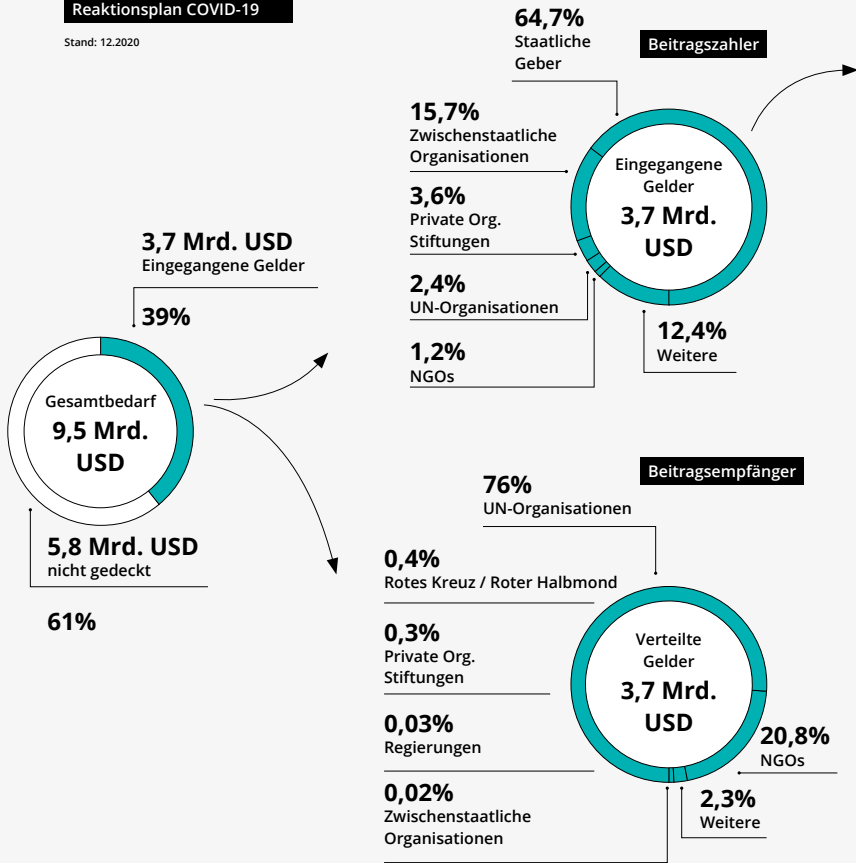 Reaktionsplan COVID-19
Stand: 12.2020
3,7 Mrd. USD
Eingegangene Gelder
39%
Gesamtbedarf
9,5 Mrd.
USD
5,8 Mrd. USD
nicht gedeckt
61%
Beitragszahler
64,7%
Staatliche
Geber
15,7%
Zwischenstaatliche
Organisationen
3,6%
Private Org.
Stiftungen
2,4%
UN-Organisationen
1,2%
NGOs
Eingegangene
Gelder
3,7 Mrd.
USD
12,4%
Weitere
Beitragsempfänger
76%
UN-Organisationen
0,4%
Rotes Kreuz / Roter Halbmond
0,3%
Private Org.
Stiftungen
0,03%
Regierungen
0,02%
Zwischenstaatliche
Organisationen
Verteilte
Gelder
3,7 Mrd.
USD
20,8%
NGOs
2,3%
Weitere